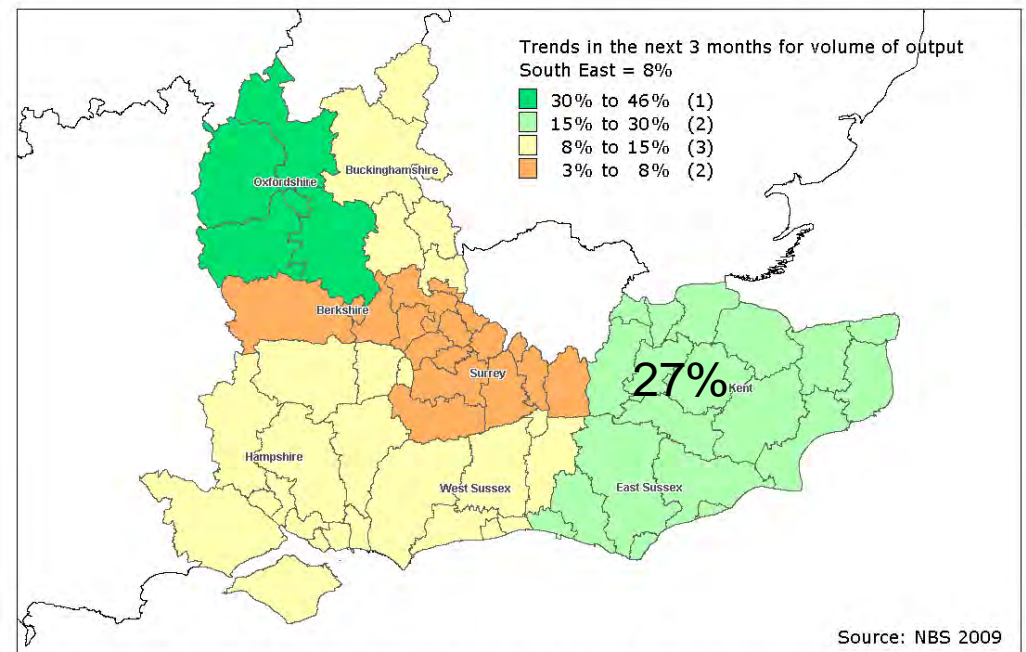 Trends in the next 3 months for volume of output
South East = 8%
30% to 46% (1)
15% to 30% (2)
8% to 15% (3)
3% to 8% (2)
Buckinghamshire
Oxfordshire
Berkshire
Surrey
27%
Kent
Hampshire
West Sussex
East Sussex
Source: NBS 2009